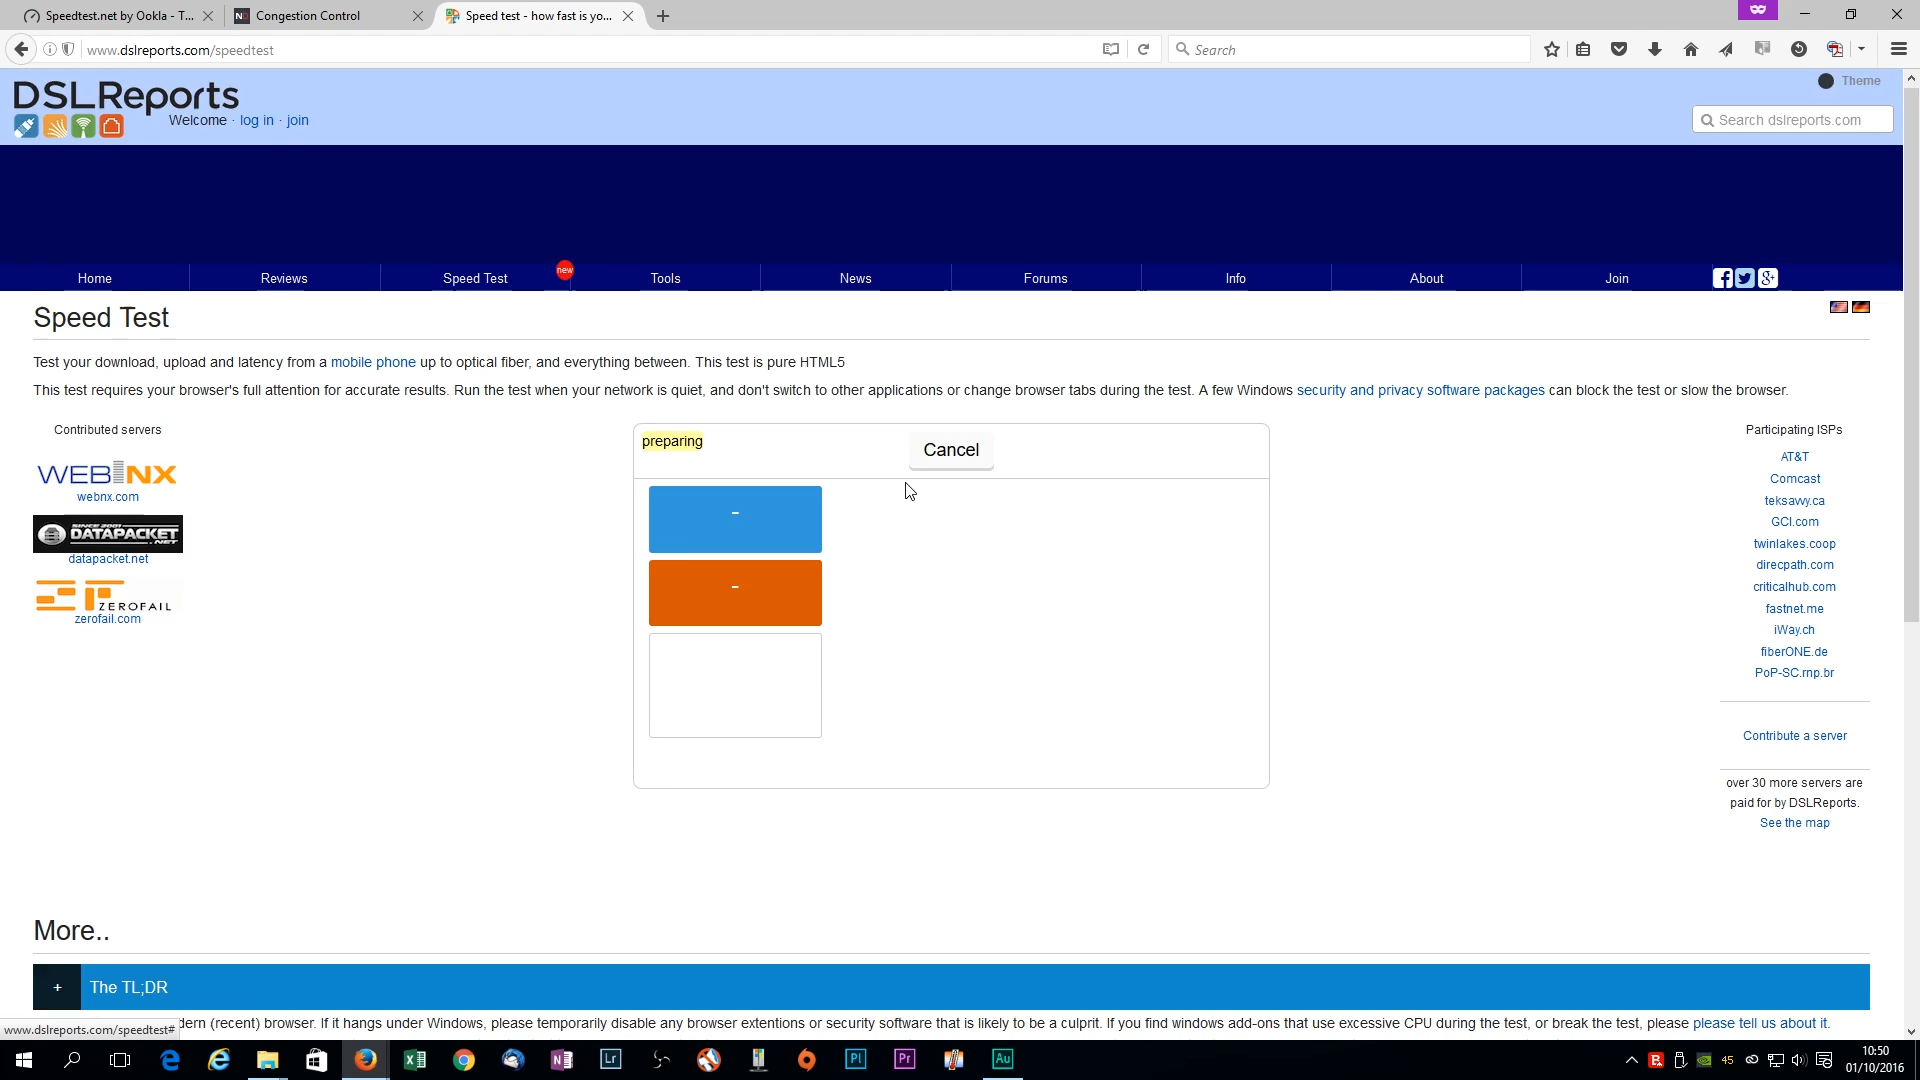 Speedtest.net by Ookla - T...
Congestion Control
Speed test - how fast is yo...
www.dslreports.com/speedtest
Search
DSLReports
Welcome · log in · join
Theme
Search dslreports.com
Home
Reviews
Speed Test
new
Tools
News
Forums
Info
About
Join
Speed Test
Test your download, upload and latency from a mobile phone up to optical fiber, and everything between. This test is pure HTML5
This test requires your browser's full attention for accurate results. Run the test when your network is quiet, and don't switch to other applications or change browser tabs during the test. A few Windows security and privacy software packages can block the test or slow the browser.
Contributed servers
WEBNX
webnx.com
SINCE 2001
DATAPACKET.NET
datapacket.net
ZEROFAIL
zerofail.com
preparing
Cancel
-
-
Participating ISPs
AT&T
Comcast
teksavvy.ca
GCI.com
twinlakes.coop
direcpath.com
criticalhub.com
fastnet.me
iWay.ch
fiberONE.de
PoP-SC.rnp.br
Contribute a server
over 30 more servers are
paid for by DSLReports.
See the map
More..
+ The TL;DR
www.dslreports.com/speedtest#
dern (recent) browser. If it hangs under Windows, please temporarily disable any browser extentions or security software that is likely to be a culprit. If you find windows add-ons that use excessive CPU during the test, or break the test, please please tell us about it.
Lr
Pl
Pr
Au
45
10:50
01/10/2016